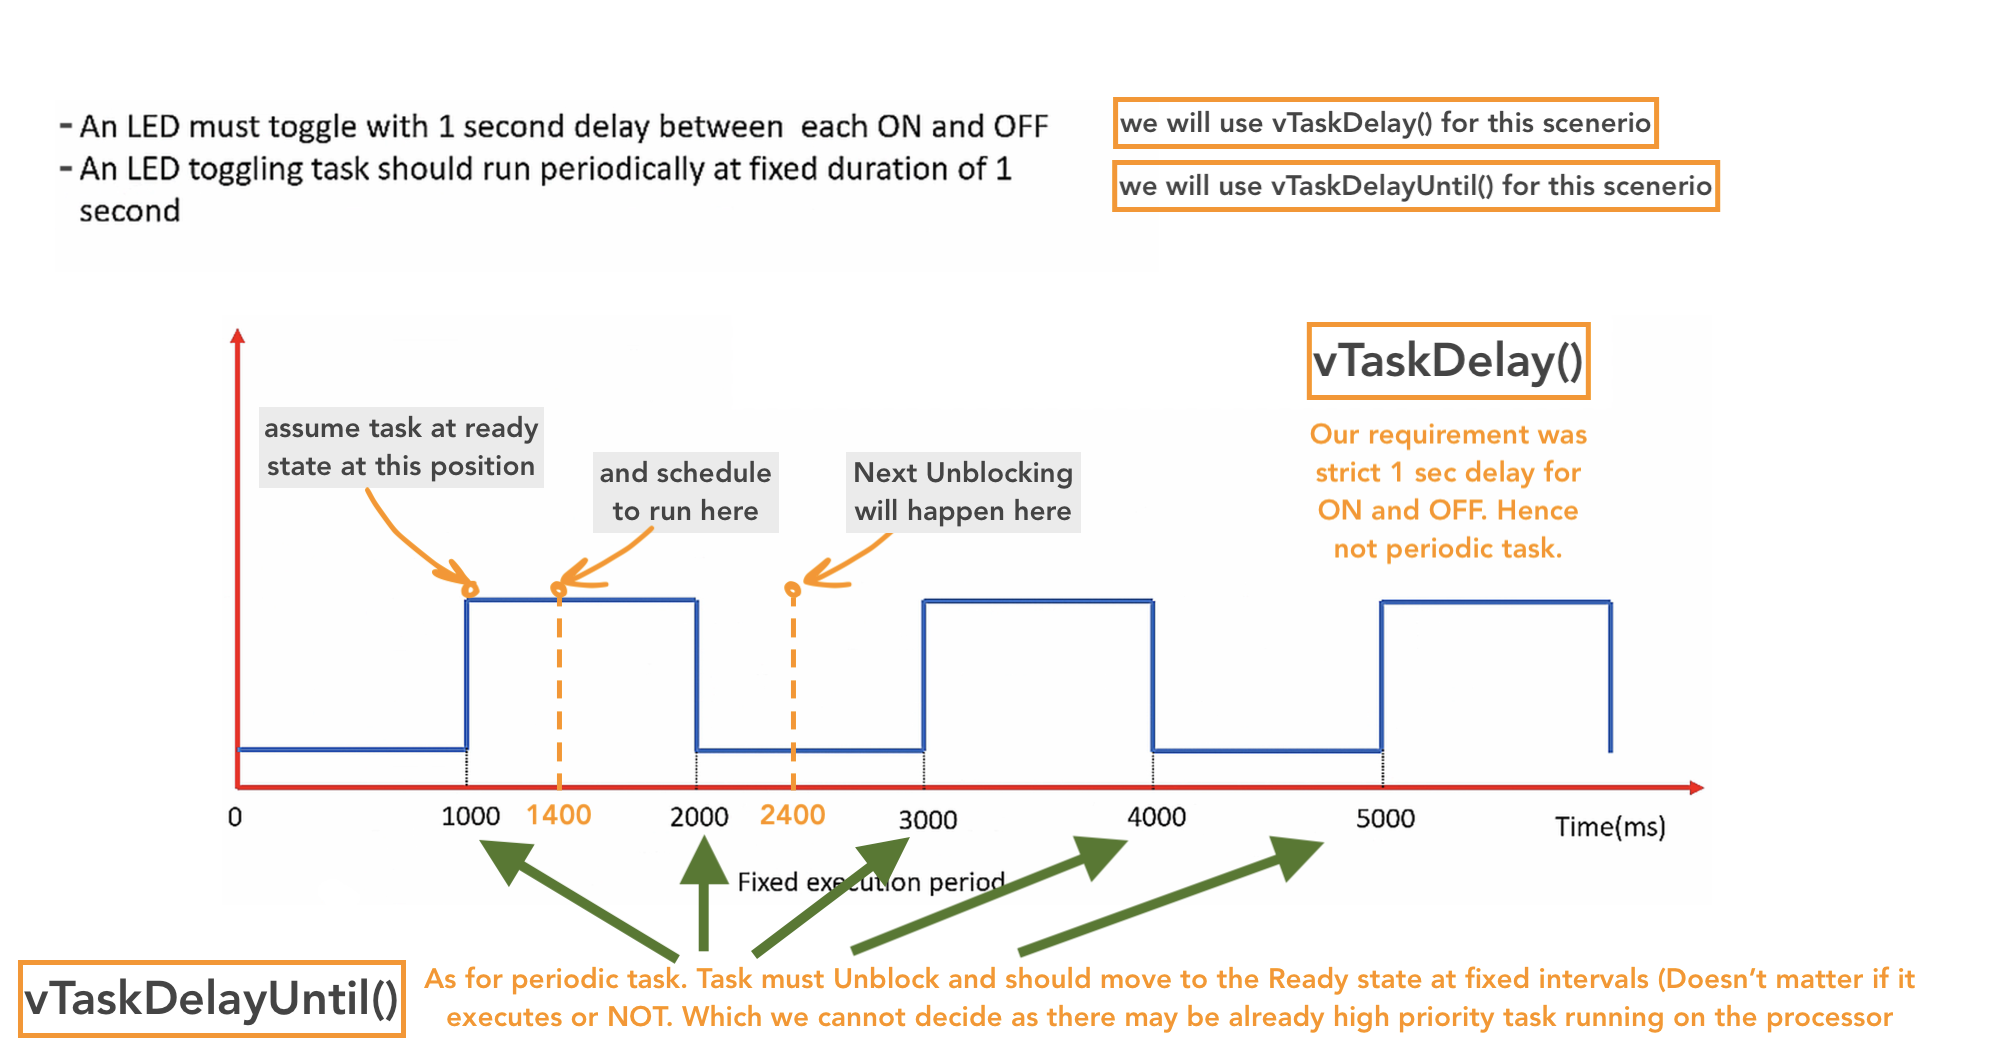 - An LED must toggle with 1 second delay between each ON and OFF
we will use vTaskDelay() for this scenerio
- An LED toggling task should run periodically at fixed duration of 1
second
we will use vTaskDelayUntil() for this scenerio
vTaskDelay()
Our requirement was
strict 1 sec delay for
ON and OFF. Hence
not periodic task.
assume task at ready
state at this position
and schedule
to run here
Next Unblocking
will happen here
0
1000
1400
2000
2400
3000
4000
5000
Time(ms)
Fixed execution period
vTaskDelayUntil()
As for periodic task. Task must Unblock and should move to the Ready state at fixed intervals (Doesn't matter if it
executes or NOT. Which we cannot decide as there may be already high priority task running on the processor